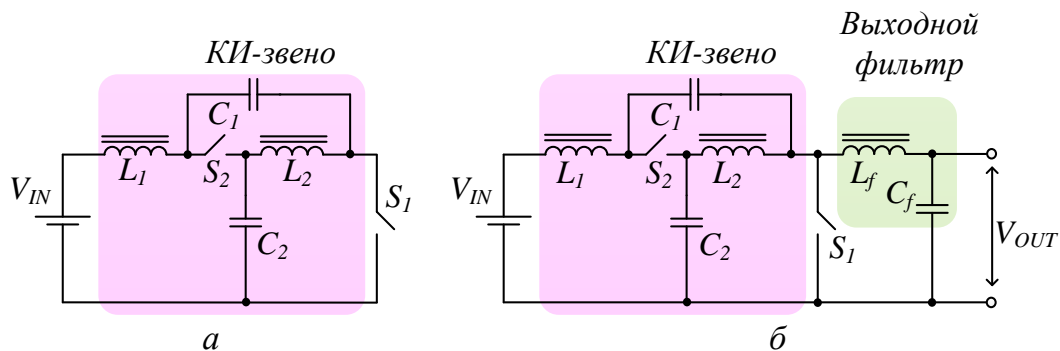 КИ-звено
C1
L1
S2
L2
VIN
S1
C2
а
КИ-звено
Выходной
фильтр
C1
L1
S2
L2
Lf
Cf
VIN
C2
S1
VOUT
б